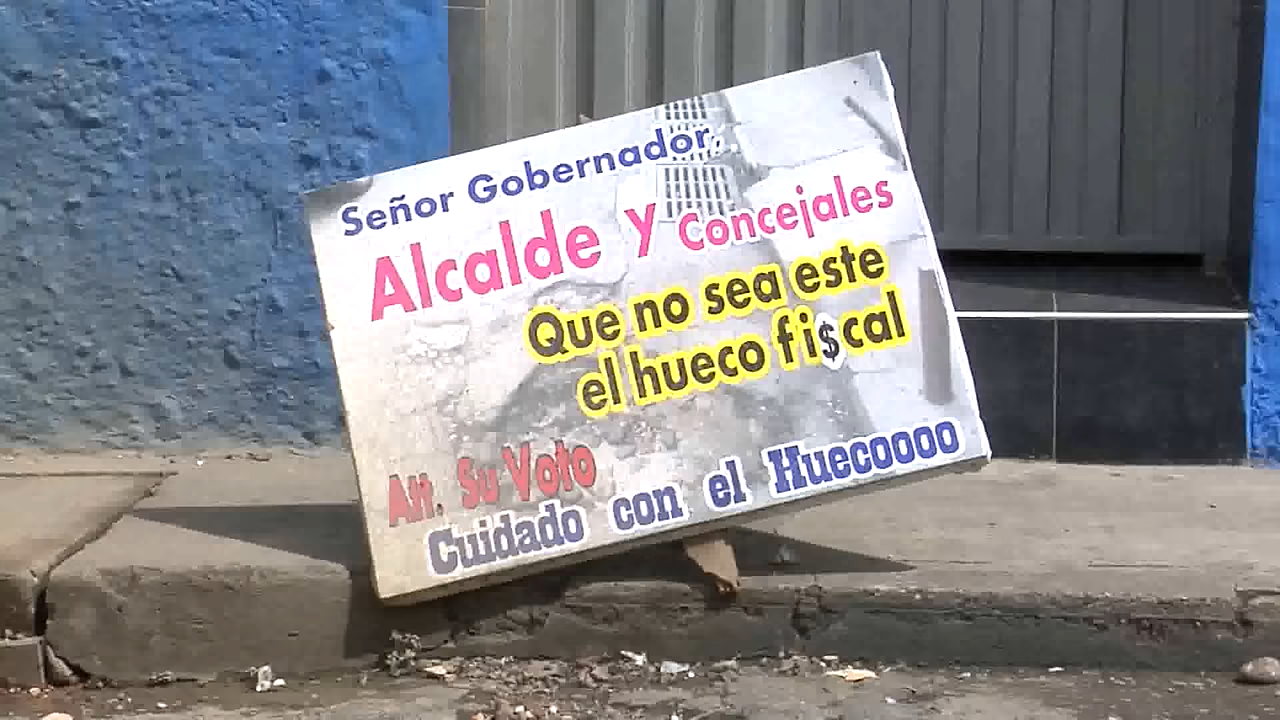 Señor Gobernador,
Alcalde Y Concejales
Que no sea este
el hueco fi$cal
Att. Su Voto
Cuidado con el Huecoooo